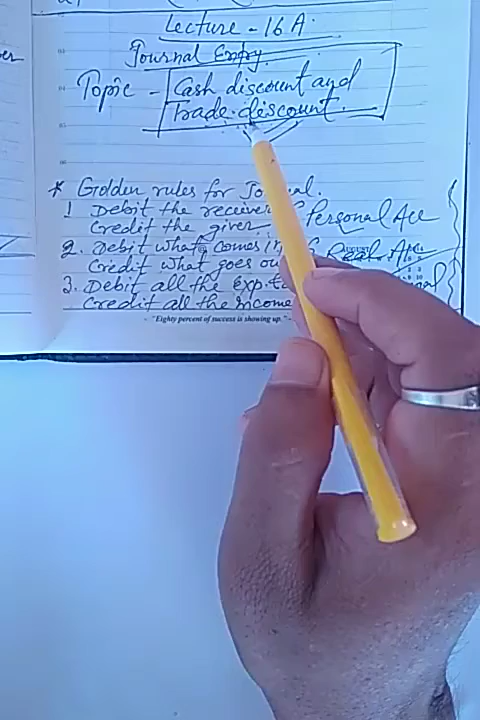 Lecture - 16 A.
Journal Entry.
Topic - Cash discount and
Trade discount.
* Golden rules for Journal.
1 Debit the receiver Personal Acc
Credit the giver
2. Debit what comes in Real A/c
Credit what goes ou
3. Debit all the exp.
Credit all the income
AUGUST
- "Eighty percent of success is showing up." -